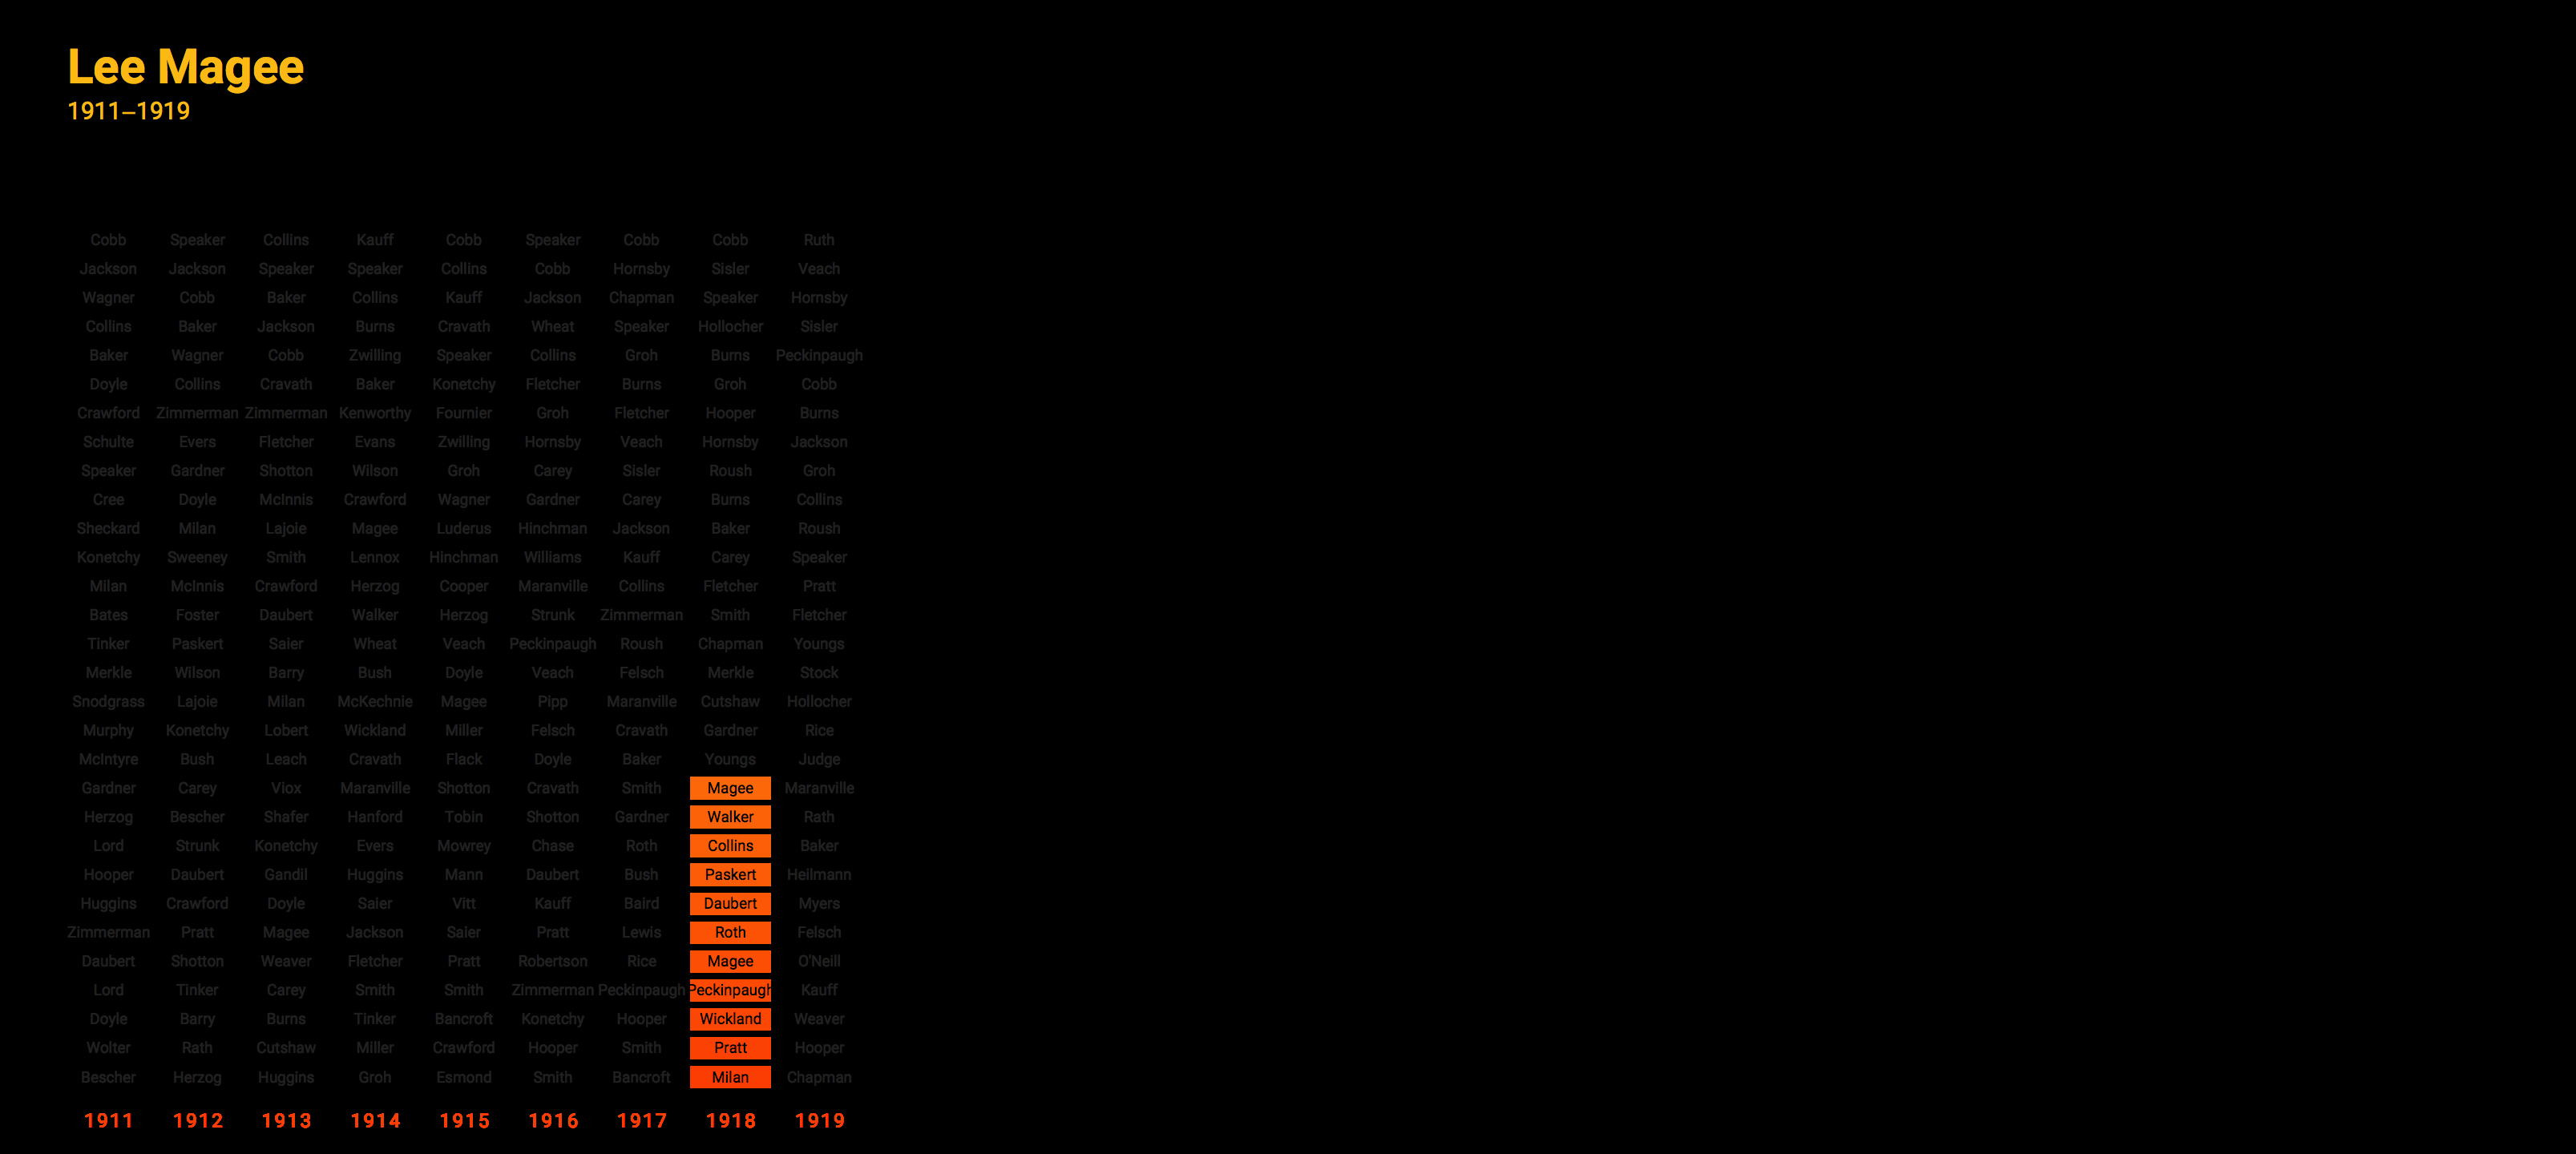 Lee Magee
1911–1919
Cobb Speaker Collins Kauff Cobb Speaker Cobb Cobb Ruth
Jackson Jackson Speaker Speaker Collins Cobb Hornsby Sisler Veach
Wagner Cobb Baker Collins Kauff Jackson Chapman Speaker Hornsby
Collins Baker Jackson Burns Cravath Wheat Speaker Hollocher Sisler
Baker Wagner Cobb Zwilling Speaker Collins Groh Burns Peckinpaugh
Doyle Collins Cravath Baker Konetchy Fletcher Burns Groh Cobb
Crawford Zimmerman Zimmerman Kenworthy Fournier Groh Fletcher Hooper Burns
Schulte Evers Fletcher Evans Zwilling Hornsby Veach Hornsby Jackson
Speaker Gardner Shotton Wilson Groh Carey Sisler Roush Groh
Cree Doyle McInnis Crawford Wagner Gardner Carey Burns Collins
Sheckard Milan Lajoie Magee Luderus Hinchman Jackson Baker Roush
Konetchy Sweeney Smith Lennox Hinchman Williams Kauff Carey Speaker
Milan McInnis Crawford Herzog Cooper Maranville Collins Fletcher Pratt
Bates Foster Daubert Walker Herzog Strunk Zimmerman Smith Fletcher
Tinker Paskert Saier Wheat Veach Peckinpaugh Roush Chapman Youngs
Merkle Wilson Barry Bush Doyle Veach Felsch Merkle Stock
Snodgrass Lajoie Milan McKechnie Magee Pipp Maranville Cutshaw Hollocher
Murphy Konetchy Lobert Wickland Miller Felsch Cravath Gardner Rice
McIntyre Bush Leach Cravath Flack Doyle Baker Youngs Judge
Gardner Carey Viox Maranville Shotton Cravath Smith Magee Maranville
Herzog Bescher Shafer Hanford Tobin Shotton Gardner Walker Rath
Lord Strunk Konetchy Evers Mowrey Chase Roth Collins Baker
Hooper Daubert Gandil Huggins Mann Daubert Bush Paskert Heilmann
Huggins Crawford Doyle Saier Vitt Kauff Baird Daubert Myers
Zimmerman Pratt Magee Jackson Saier Pratt Lewis Roth Felsch
Daubert Shotton Weaver Fletcher Pratt Robertson Rice Magee O'Neill
Lord Tinker Carey Smith Smith Zimmerman Peckinpaugh Peckinpaugh Kauff
Doyle Barry Burns Tinker Bancroft Konetchy Hooper Wickland Weaver
Wolter Rath Cutshaw Miller Crawford Hooper Smith Pratt Hooper
Bescher Herzog Huggins Groh Esmond Smith Bancroft Milan Chapman
1911 1912 1913 1914 1915 1916 1917 1918 1919